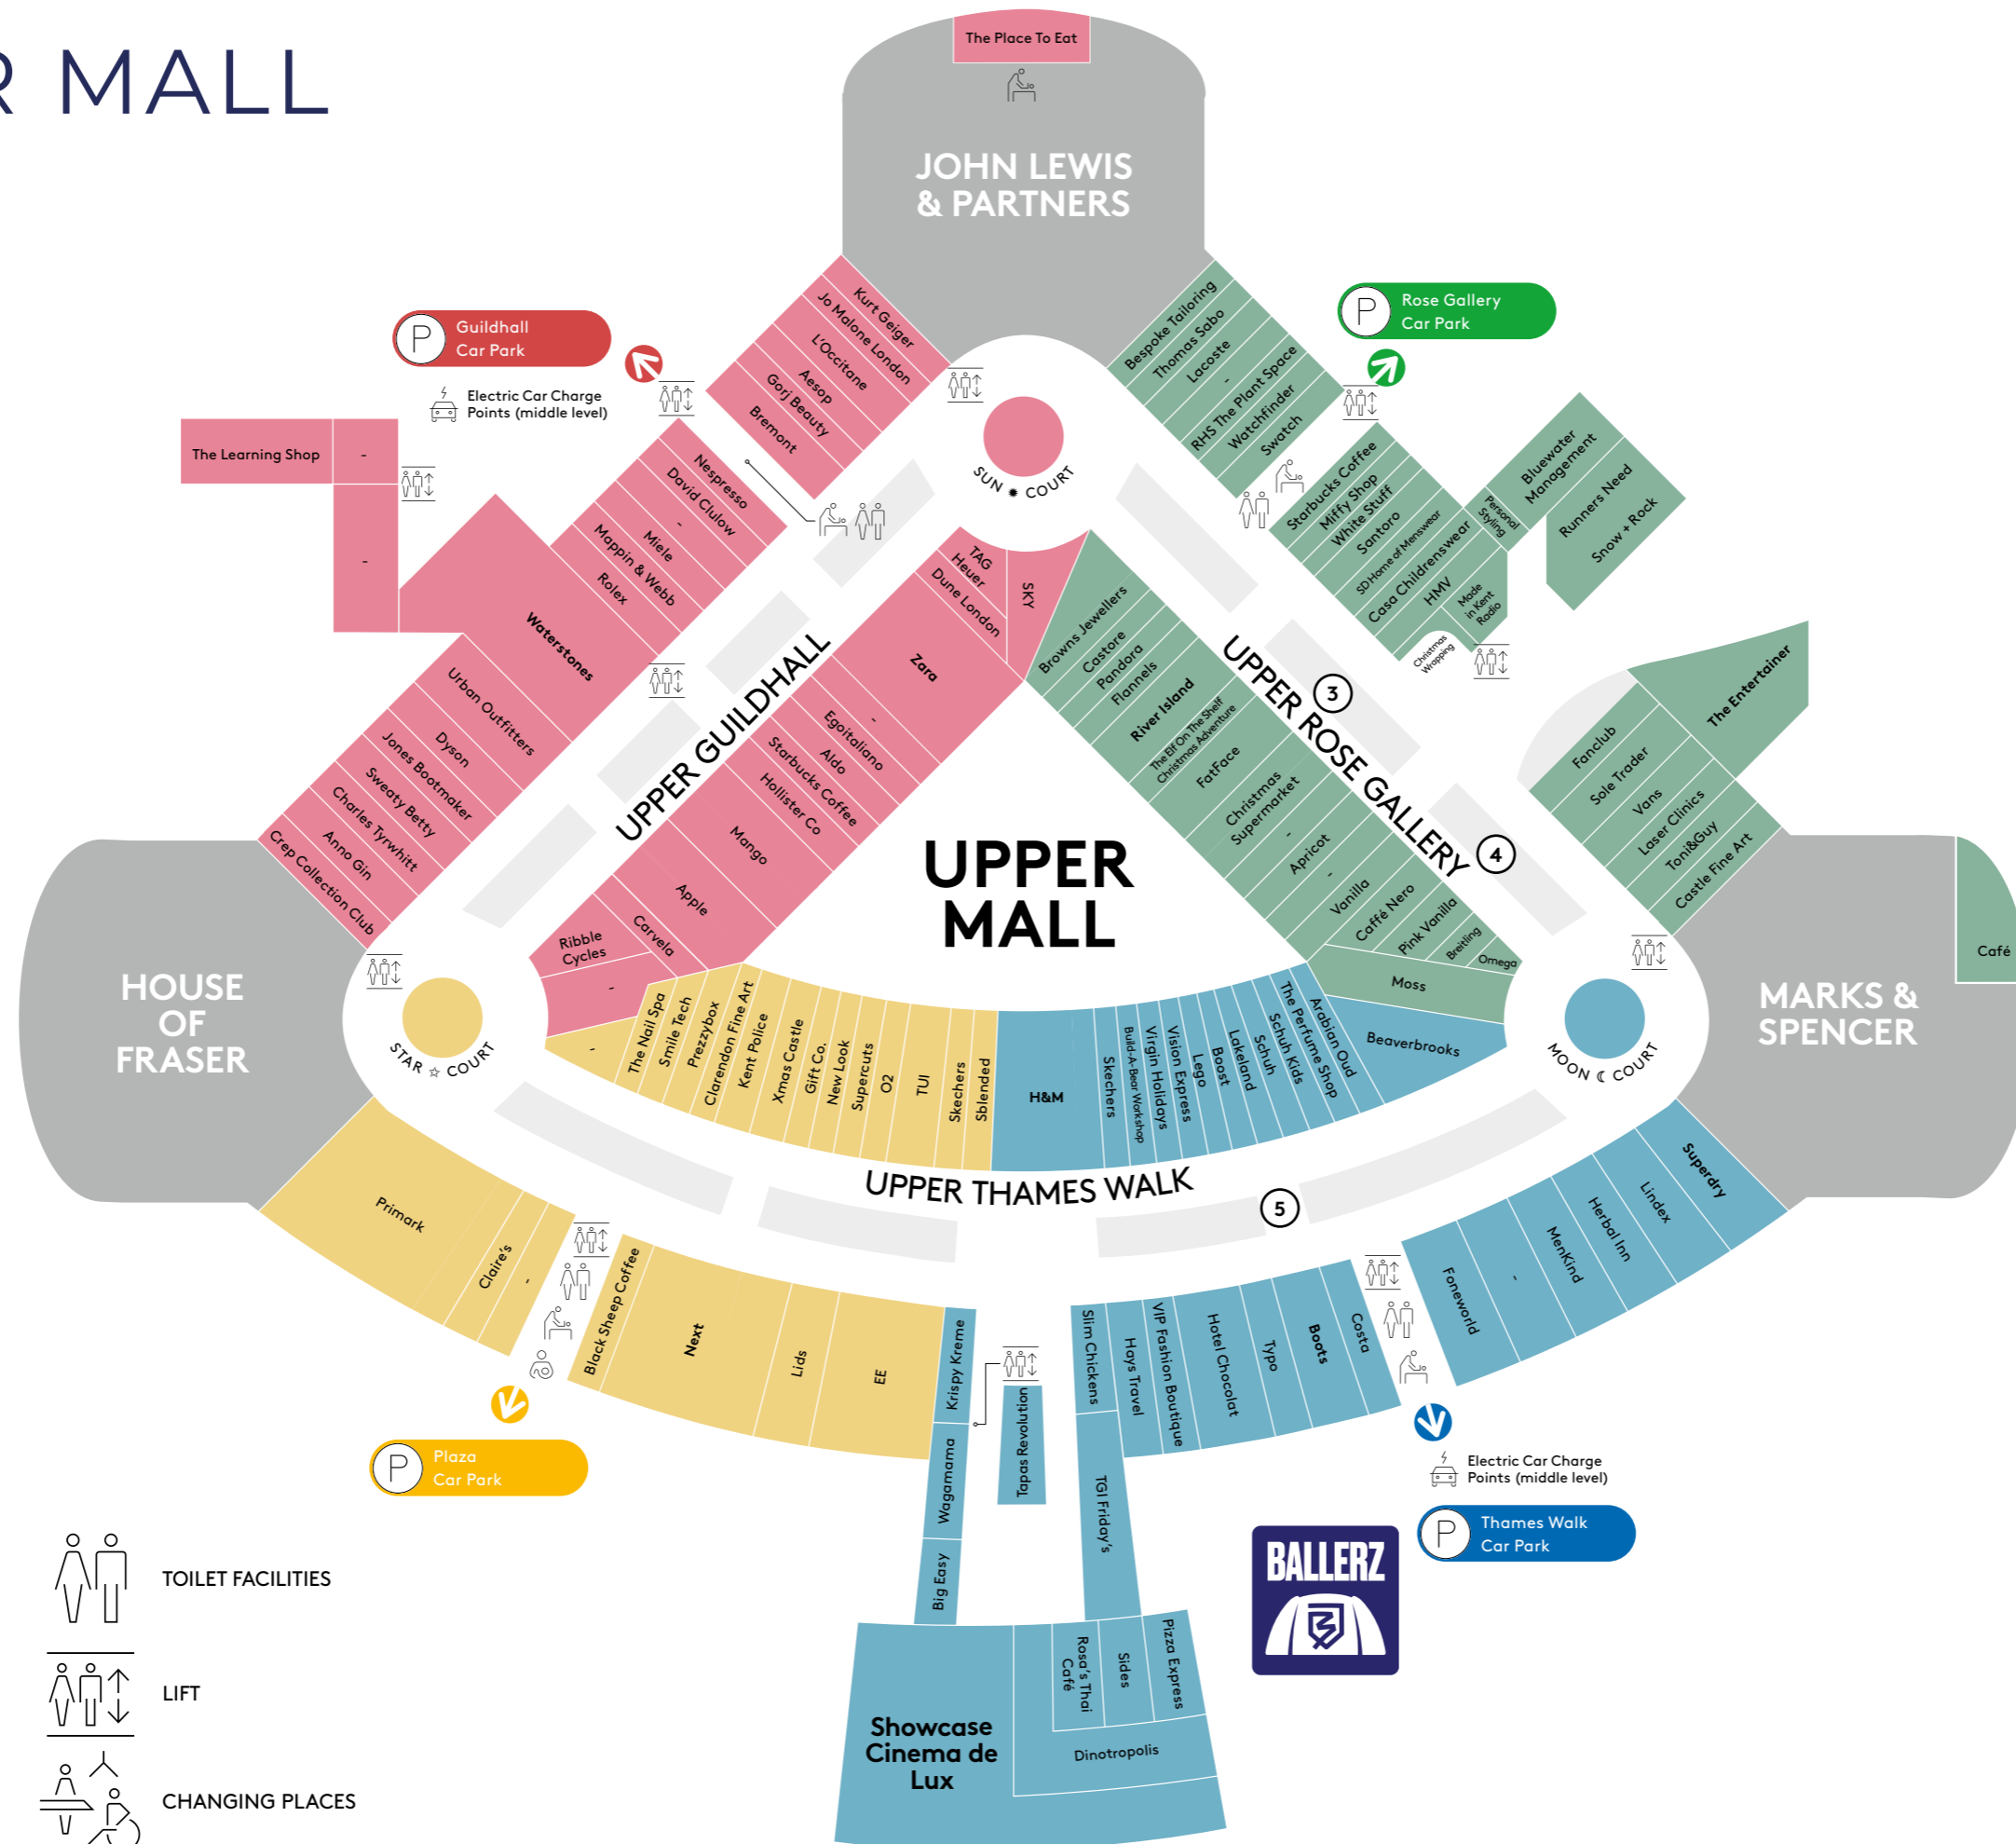 R MALL
The Place To Eat
JOHN LEWIS
& PARTNERS
P
Guildhall
Car Park
Electric Car Charge
Points (middle level)
P
Rose Gallery
Car Park
Kurt Geiger
Jo Malone London
L'Occitane
Aesop
Gorj Beauty
Bremont
Nespresso
David Clulow
-
Miele
Mappin & Webb
Rolex
Waterstones
The Learning Shop
-
-
Urban Outfitters
Dyson
Jones Bootmaker
Sweaty Betty
Charles Tyrwhitt
Anno Gin
Crep Collection Club
SUN COURT
Bespoke Tailoring
Thomas Sabo
Lacoste
-
RHS The Plant Space
Watchfinder
Swatch
Starbucks Coffee
Miffy Shop
White Stuff
Santoro
SD Home of Menswear
Casa Childrenswear
HMV
Made
in Kent
Radio
Christmas
Wrapping
Personal
Styling
Bluewater
Management
Runners Need
Snow + Rock
The Entertainer
Fanclub
Sole Trader
Vans
Laser Clinics
Toni&Guy
Castle Fine Art
TAG
Heuer
Dune London
SKY
Zara
-
Egoitaliano
Aldo
Starbucks Coffee
Hollister Co
Mango
Apple
Carvela
Ribble
Cycles
-
UPPER GUILDHALL
Browns Jewellers
Castore
Pandora
Flannels
River Island
The Elf On The Shelf
Christmas Adventure
FatFace
Christmas
Supermarket
-
Apricot
-
Vanilla
Caffé Nero
Pink Vanilla
Breitling
Omega
Moss
UPPER ROSE GALLERY
3
4
UPPER
MALL
HOUSE
OF
FRASER
STAR ☆ COURT
MARKS &
SPENCER
Café
MOON ☾ COURT
-
The Nail Spa
Smile Tech
Prezzybox
Clarendon Fine Art
Kent Police
Xmas Castle
Gift Co.
New Look
Supercuts
O2
TUI
Skechers
Sblended
H&M
Skechers
Build-A-Bear Workshop
Virgin Holidays
Vision Express
Lego
Boost
Lakeland
Schuh
Schuh Kids
The Perfume Shop
Arabian Oud
Beaverbrooks
UPPER THAMES WALK
5
Primark
Claire's
-
Black Sheep Coffee
Next
Lids
EE
Krispy Kreme
Wagamama
Big Easy
Tapas Revolution
Slim Chickens
TGI Friday's
Hays Travel
VIP Fashion Boutique
Hotel Chocolat
Typo
Boots
Costa
Foneworld
-
MenKind
Herbal Inn
Lindex
Superdry
P
Plaza
Car Park
Electric Car Charge
Points (middle level)
P
Thames Walk
Car Park
BALLERZ
Showcase
Cinema de
Lux
Rosa's Thai
Café
Sides
Pizza Express
Dinotropolis
TOILET FACILITIES
LIFT
CHANGING PLACES